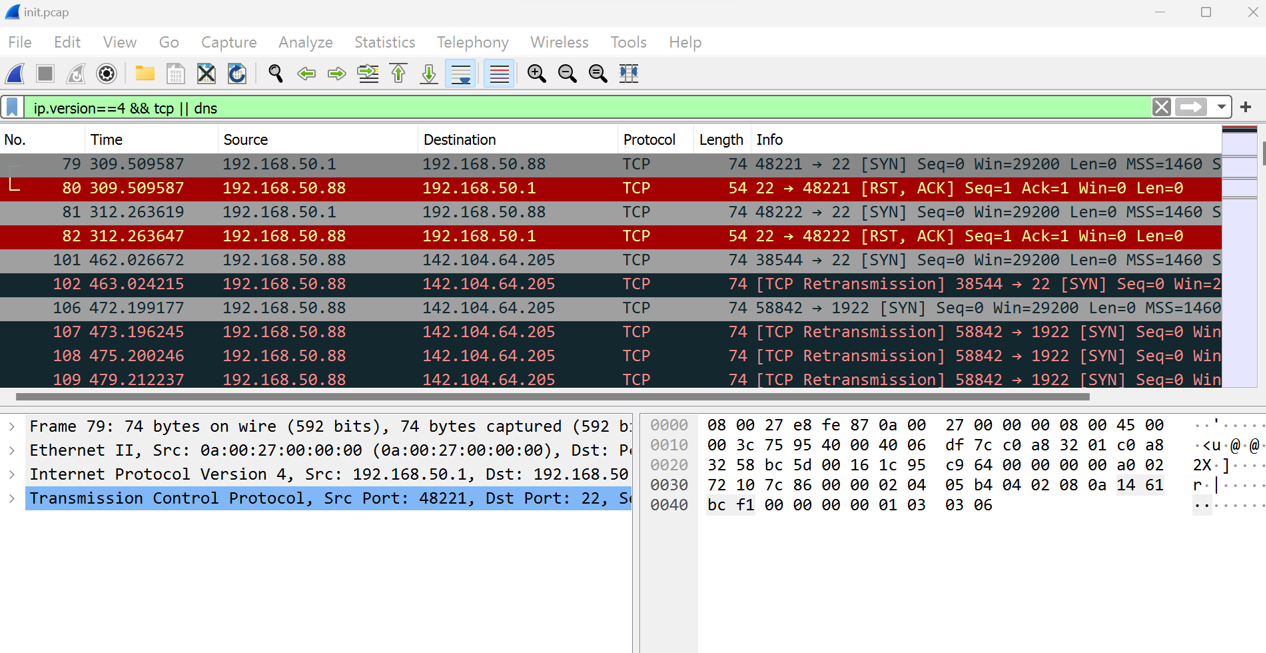 init.pcap
File Edit View Go Capture Analyze Statistics Telephony Wireless Tools Help
ip.version==4 && tcp || dns
No. Time Source Destination Protocol Length Info
79 309.509587 192.168.50.1 192.168.50.88 TCP 74 48221 → 22 [SYN] Seq=0 Win=29200 Len=0 MSS=1460 S
80 309.509587 192.168.50.88 192.168.50.1 TCP 54 22 → 48221 [RST, ACK] Seq=1 Ack=1 Win=0 Len=0
81 312.263619 192.168.50.1 192.168.50.88 TCP 74 48222 → 22 [SYN] Seq=0 Win=29200 Len=0 MSS=1460 S
82 312.263647 192.168.50.88 192.168.50.1 TCP 54 22 → 48222 [RST, ACK] Seq=1 Ack=1 Win=0 Len=0
101 462.026672 192.168.50.88 142.104.64.205 TCP 74 38544 → 22 [SYN] Seq=0 Win=29200 Len=0 MSS=1460 S
102 463.024215 192.168.50.88 142.104.64.205 TCP 74 [TCP Retransmission] 38544 → 22 [SYN] Seq=0 Win=2
106 472.199177 192.168.50.88 142.104.64.205 TCP 74 58842 → 1922 [SYN] Seq=0 Win=29200 Len=0 MSS=1460
107 473.196245 192.168.50.88 142.104.64.205 TCP 74 [TCP Retransmission] 58842 → 1922 [SYN] Seq=0 Win
108 475.200246 192.168.50.88 142.104.64.205 TCP 74 [TCP Retransmission] 58842 → 1922 [SYN] Seq=0 Win
109 479.212237 192.168.50.88 142.104.64.205 TCP 74 [TCP Retransmission] 58842 → 1922 [SYN] Seq=0 Win
Frame 79: 74 bytes on wire (592 bits), 74 bytes captured (592 b
Ethernet II, Src: 0a:00:27:00:00:00 (0a:00:27:00:00:00), Dst: P
Internet Protocol Version 4, Src: 192.168.50.1, Dst: 192.168.50
Transmission Control Protocol, Src Port: 48221, Dst Port: 22, S
0000 08 00 27 e8 fe 87 0a 00 27 00 00 00 08 00 45 00 ··'·····
0010 00 3c 75 95 40 00 40 06 df 7c c0 a8 32 01 c0 a8 ·<u·@·@·
0020 32 58 bc 5d 00 16 1c 95 c9 64 00 00 00 00 a0 02 2X·]····
0030 72 10 7c 86 00 00 02 04 05 b4 04 02 08 0a 14 61 r·|·····
0040 bc f1 00 00 00 00 01 03 03 06 ········